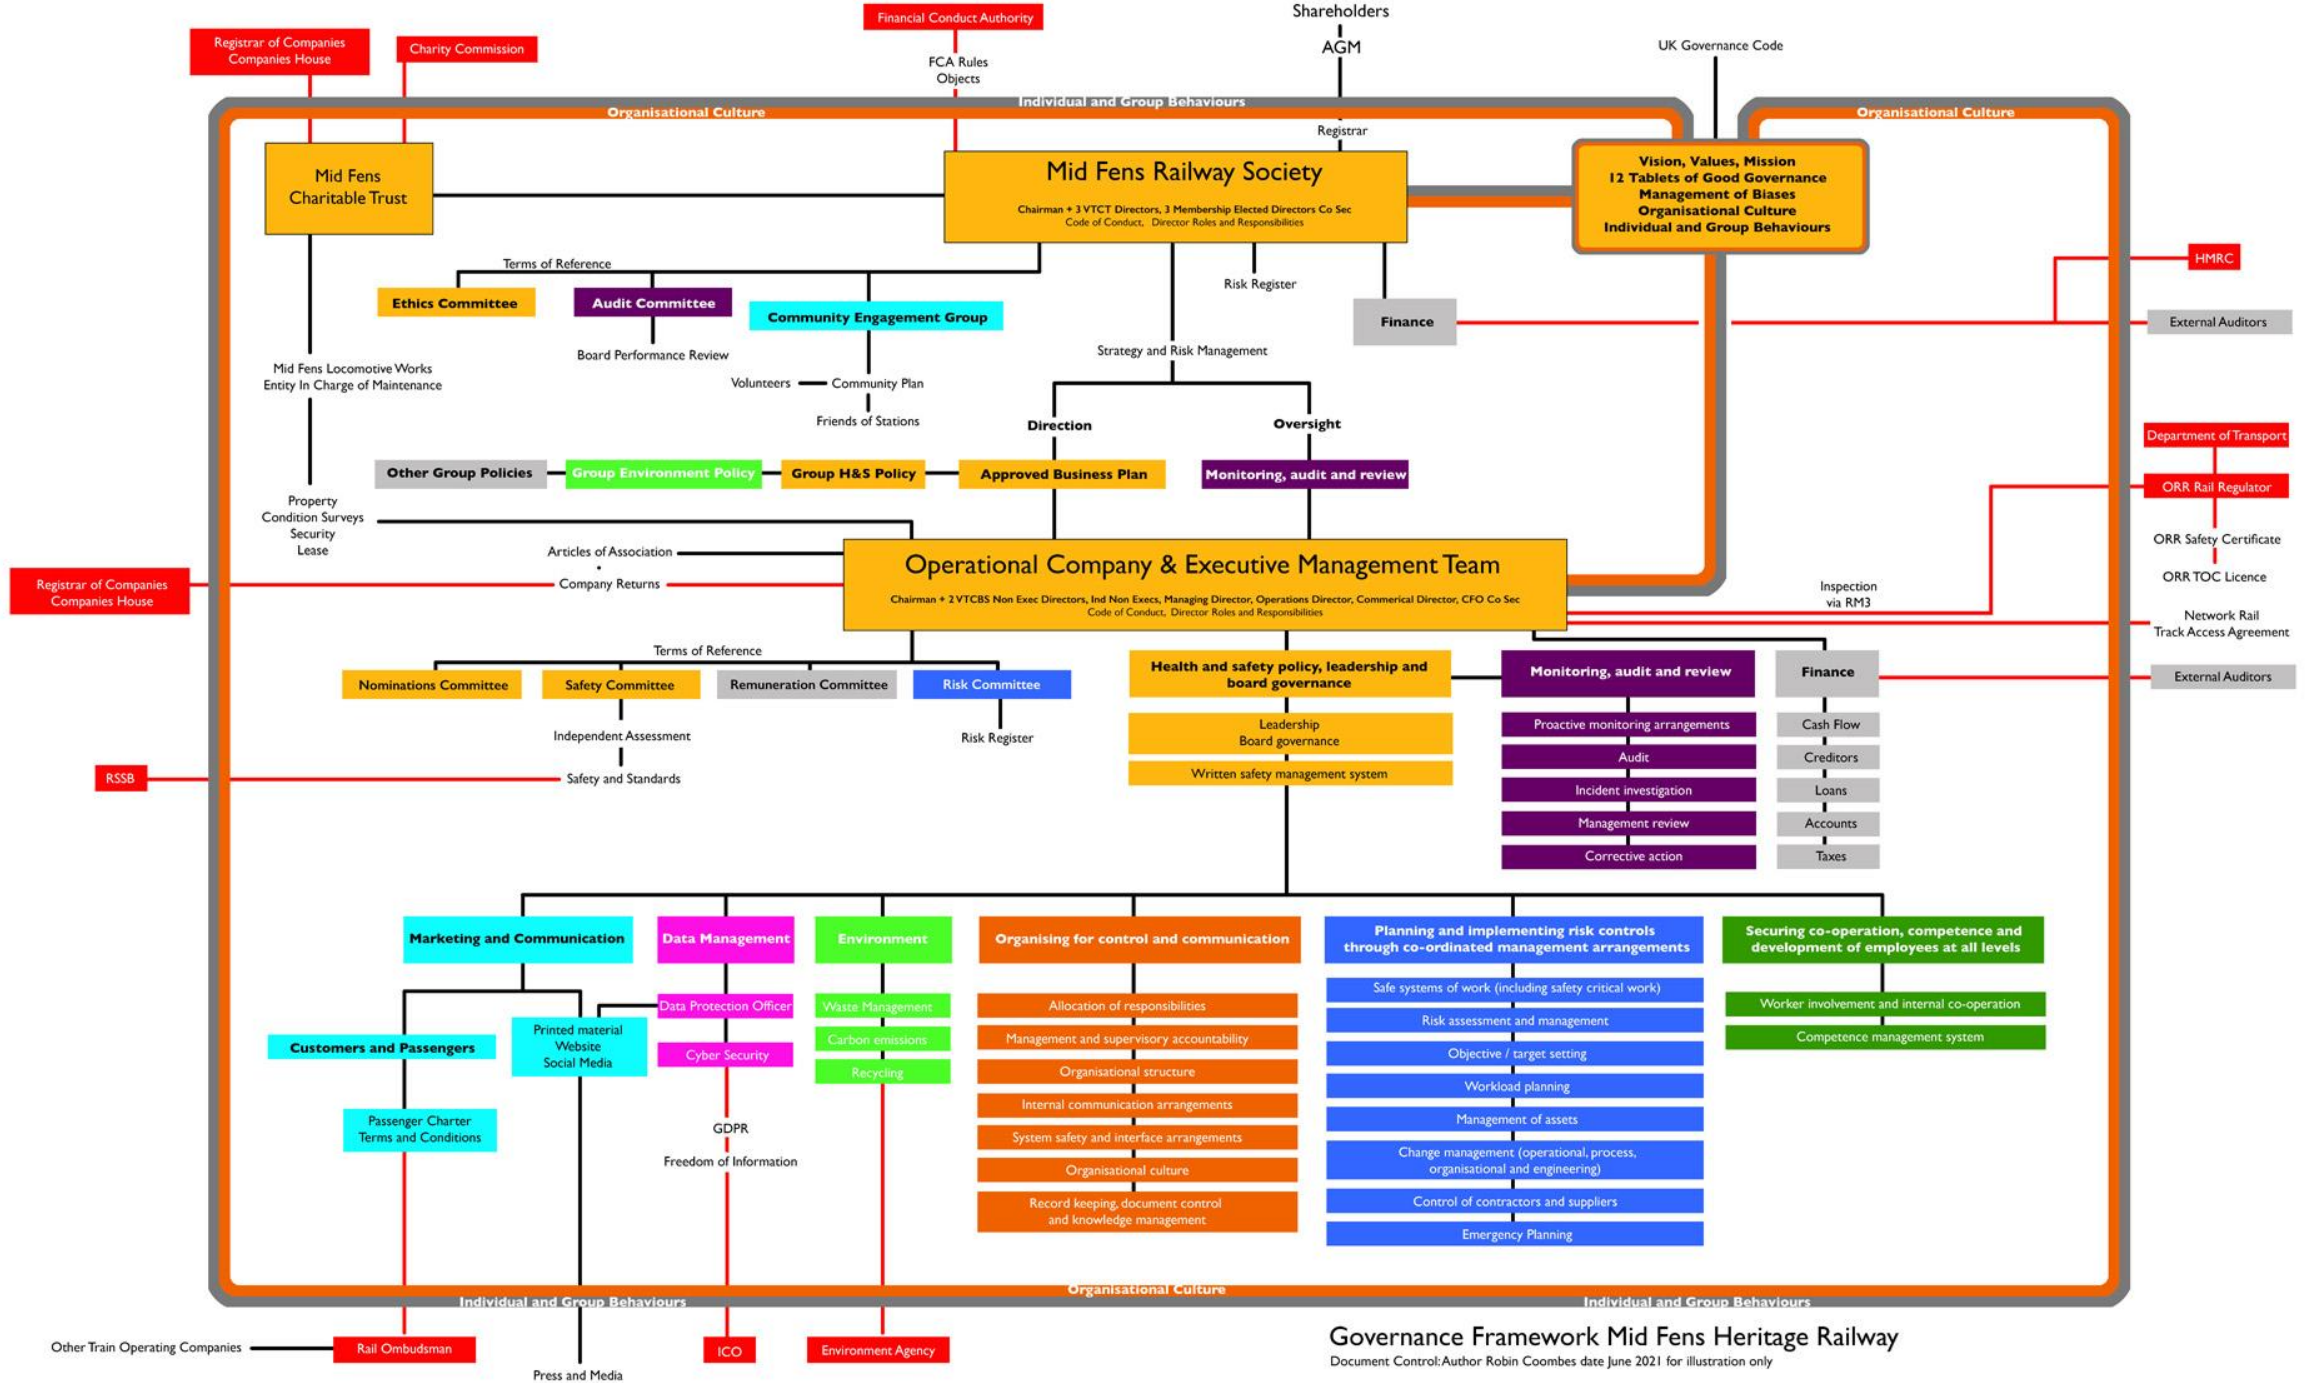 Financial Conduct Authority
Shareholders
Registrar of Companies
Companies House
Charity Commission
AGM
UK Governance Code
FCA Rules
Objects
Individual and Group Behaviours
Organisational Culture
Organisational Culture
Registrar
Mid Fens
Charitable Trust
Mid Fens Railway Society
Chairman + 3 VTCT Directors, 3 Membership Elected Directors Co Sec
Code of Conduct, Director Roles and Responsibilities
Vision, Values, Mission
12 Tablets of Good Governance
Management of Biases
Organisational Culture
Individual and Group Behaviours
HMRC
Terms of Reference
Ethics Committee
Audit Committee
Community Engagement Group
Risk Register
Finance
External Auditors
Board Performance Review
Strategy and Risk Management
Mid Fens Locomotive Works
Entity In Charge of Maintenance
Volunteers
Community Plan
Friends of Stations
Direction
Oversight
Department of Transport
Other Group Policies
Group Environment Policy
Group H&S Policy
Approved Business Plan
Monitoring, audit and review
ORR Rail Regulator
Property
Condition Surveys
Security
Lease
ORR Safety Certificate
ORR TOC Licence
Articles of Association
Company Returns
Registrar of Companies
Companies House
Operational Company & Executive Management Team
Chairman + 2 VTCBS Non Exec Directors, Ind Non Execs, Managing Director, Operations Director, Commerical Director, CFO Co Sec
Code of Conduct, Director Roles and Responsibilities
Inspection
via RM3
Network Rail
Track Access Agreement
Terms of Reference
Nominations Committee
Safety Committee
Remuneration Committee
Risk Committee
Health and safety policy, leadership and
board governance
Monitoring, audit and review
Finance
External Auditors
Independent Assessment
Risk Register
RSSB
Safety and Standards
Leadership
Board governance
Written safety management system
Proactive monitoring arrangements
Audit
Incident investigation
Management review
Corrective action
Cash Flow
Creditors
Loans
Accounts
Taxes
Marketing and Communication
Data Management
Environment
Organising for control and communication
Planning and implementing risk controls
through co-ordinated management arrangements
Securing co-operation, competence and
development of employees at all levels
Customers and Passengers
Printed material
Website
Social Media
Passenger Charter
Terms and Conditions
Data Protection Officer
Cyber Security
GDPR
Freedom of Information
Waste Management
Carbon emissions
Recycling
Allocation of responsibilities
Management and supervisory accountability
Organisational structure
Internal communication arrangements
System safety and interface arrangements
Organisational culture
Record keeping, document control
and knowledge management
Safe systems of work (including safety critical work)
Risk assessment and management
Objective / target setting
Workload planning
Management of assets
Change management (operational, process,
organisational and engineering)
Control of contractors and suppliers
Emergency Planning
Worker involvement and internal co-operation
Competence management system
Organisational Culture
Individual and Group Behaviours
Individual and Group Behaviours
Other Train Operating Companies
Rail Ombudsman
Press and Media
ICO
Environment Agency
Governance Framework Mid Fens Heritage Railway
Document Control: Author Robin Coombes date June 2021 for illustration only